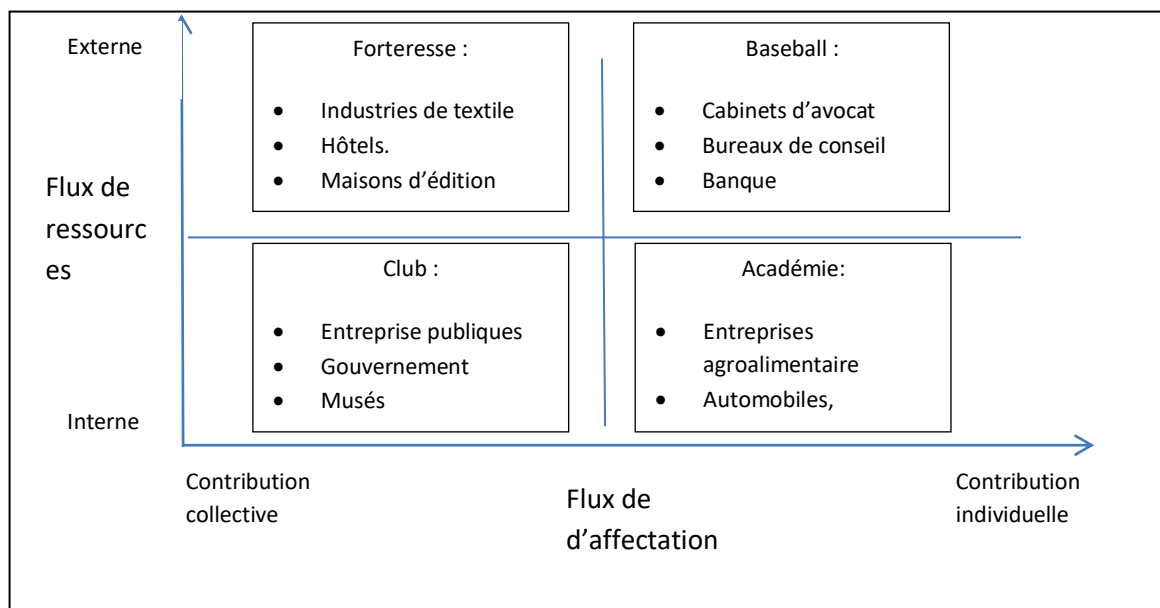 Externe
Forteresse :
• Industries de textile
• Hôtels.
• Maisons d’édition
Baseball :
• Cabinets d’avocat
• Bureaux de conseil
• Banque
Flux de
ressourc
es
Club :
• Entreprise publiques
• Gouvernement
• Musés
Académie:
• Entreprises
agroalimentaire
• Automobiles,
Interne
Contribution
collective
Flux de
d’affectation
Contribution
individuelle